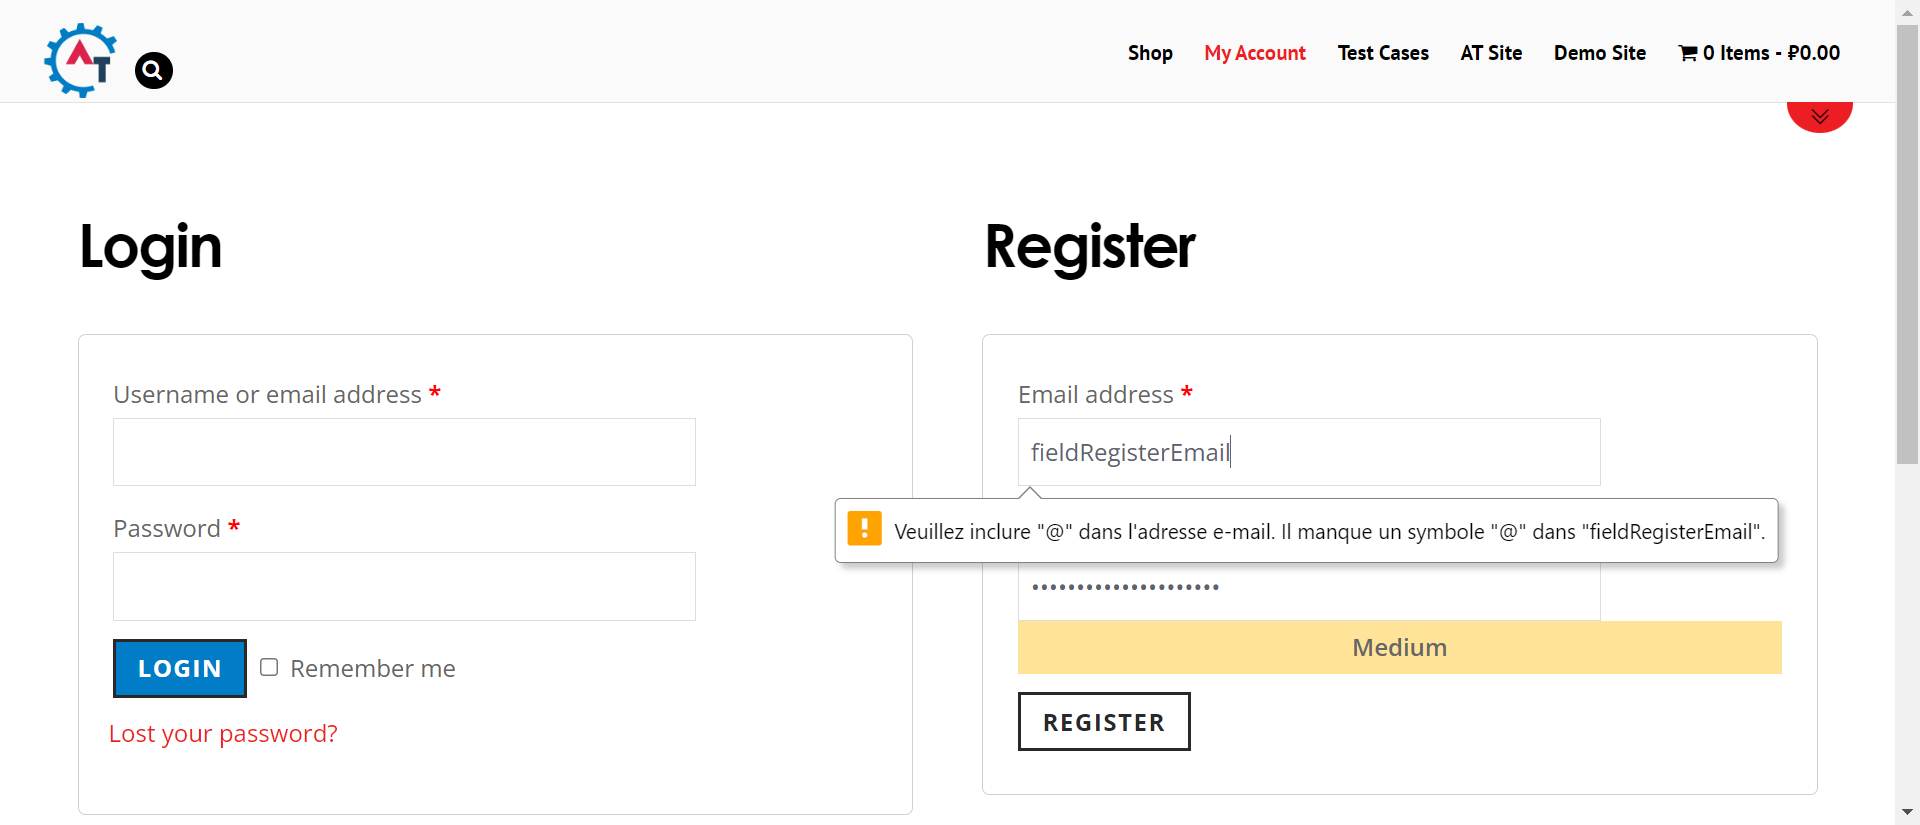 AT
Shop
My Account
Test Cases
AT Site
Demo Site
0 Items - ₽0.00
Login
Register
Username or email address *
Password *
LOGIN
Remember me
Lost your password?
Email address *
fieldRegisterEmail
Veuillez inclure "@" dans l'adresse e-mail. Il manque un symbole "@" dans "fieldRegisterEmail".
•••••••••••••••••••••
Medium
REGISTER